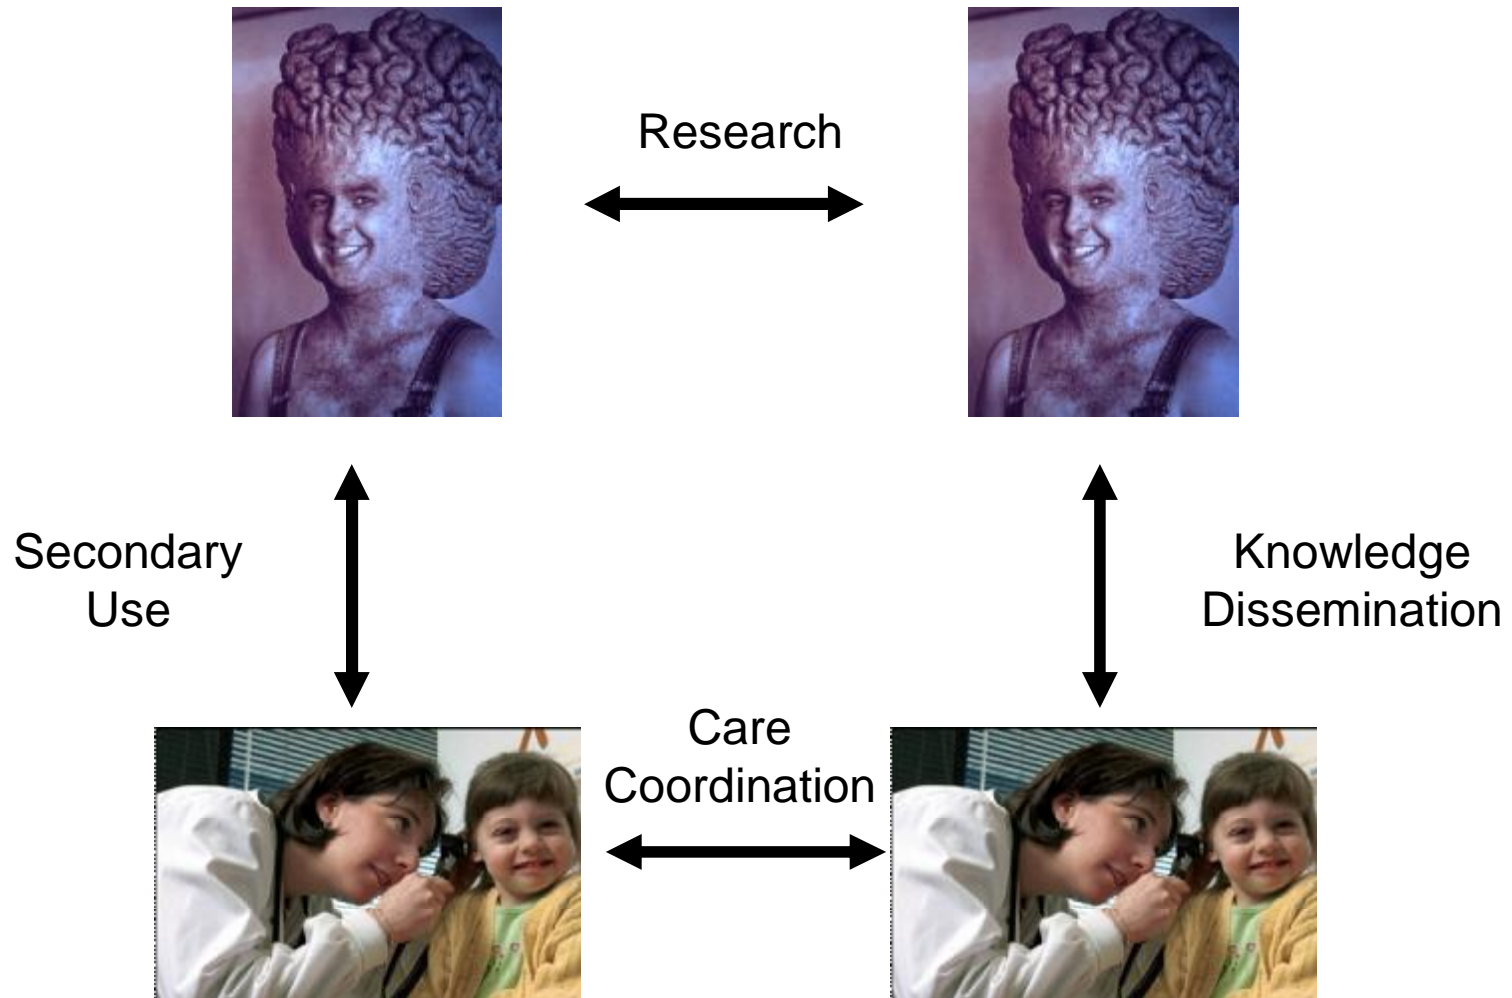 Research
Secondary
Use
Knowledge
Dissemination
Care
Coordination